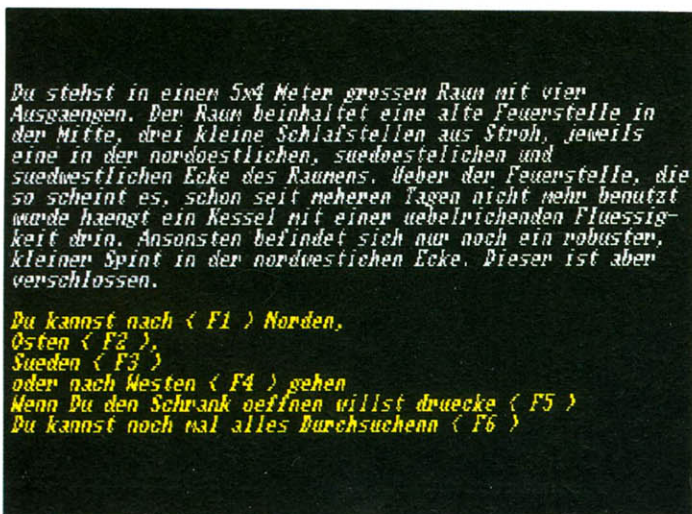 Du stehst in einem 5x4 Meter grossem Raum mit vier
Ausgaengen. Der Raum beinhaltet eine alte Feuerstelle in
der Mitte, drei kleine Schlafstellen aus Stroh, jeweils
eine in der nordoestlichen, suedoestelichen und
suedwestlichen Ecke des Raumens. Ueber der Feuerstelle, die
so scheint es, schon seit meheren Tagen nicht mehr benutzt
wurde haengt ein Kessel mit einer uebelrichenden Fluessig-
keit drin. Ansonsten befindet sich nur noch ein robuster,
kleiner Spint in der nordwestichen Ecke. Dieser ist aber
verschlossen.
Du kannst nach < F1 > Norden,
Osten < F2 >,
Sueden < F3 >
oder nach Westen < F4 > gehen
Wenn Du den Schrank oeffnen willst druecke < F5 >
Du kannst noch mal alles Durchsuchenn < F6 >